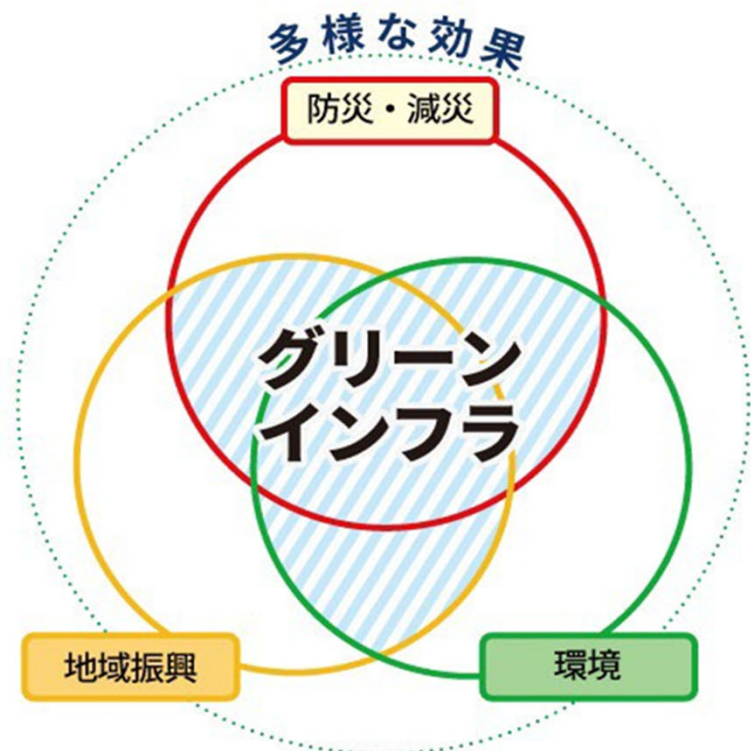 多様な効果
防災・減災
グリーン
インフラ
地域振興
環境